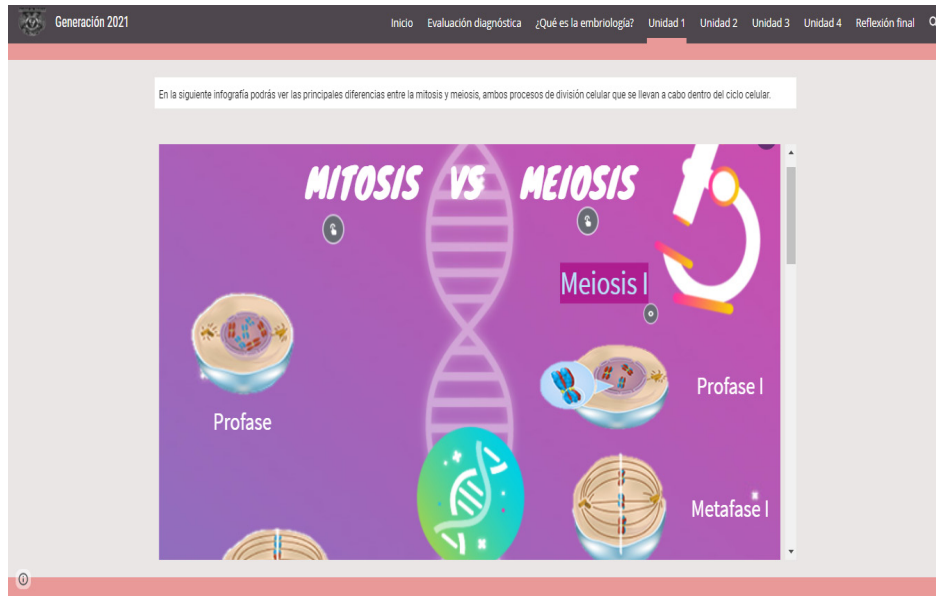 Generación 2021
Inicio Evaluación diagnóstica ¿Qué es la embriología? Unidad 1 Unidad 2 Unidad 3 Unidad 4 Reflexión final
En la siguiente infografía podrás ver las principales diferencias entre la mitosis y meiosis, ambos procesos de división celular que se llevan a cabo dentro del ciclo celular.
MITOSIS VS MEIOSIS
Meiosis I
Profase I
Profase
Metafase I